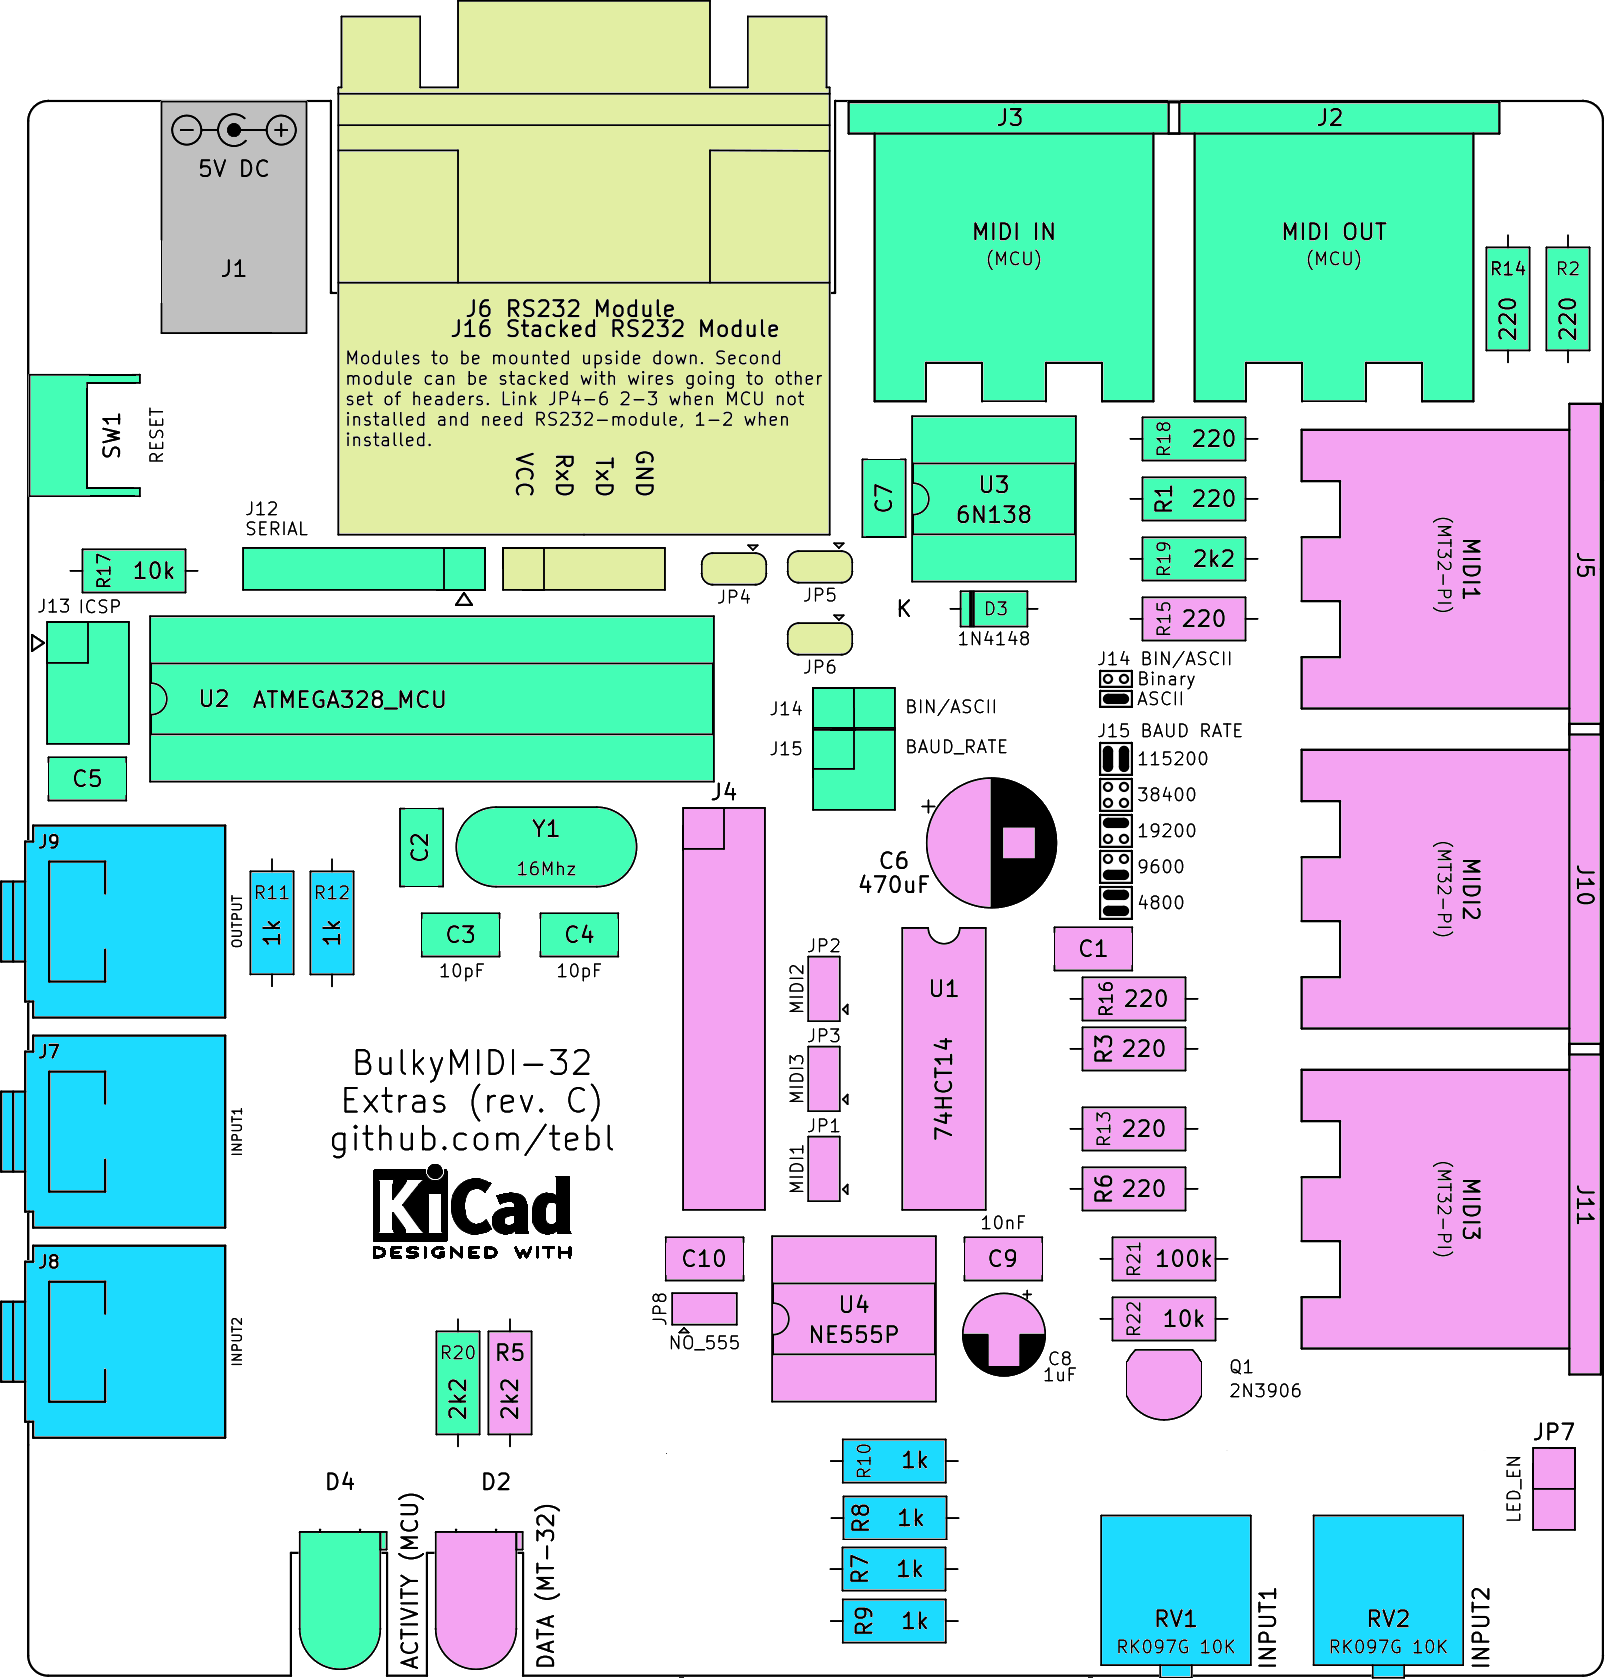 5V DC
J1
J3
J2
MIDI IN
(MCU)
MIDI OUT
(MCU)
R14
220
R2
220
J6 RS232 Module
J16 Stacked RS232 Module
Modules to be mounted upside down. Second
module can be stacked with wires going to other
set of headers. Link JP4-6 2-3 when MCU not
installed and need RS232-module, 1-2 when
installed.
VCC
RxD
TxD
GND
SW1
RESET
J12
SERIAL
R17 10k
J13 ICSP
C7
U3
6N138
R18 220
R1 220
R19 2k2
R15 220
K
D3
1N4148
JP4
JP5
JP6
MIDI1
(MT32-PI)
J5
U2 ATMEGA328_MCU
J14 BIN/ASCII
Binary
ASCII
J14 BIN/ASCII
J15 BAUD_RATE
J15 BAUD RATE
115200
38400
19200
9600
4800
C5
J4
+
C6
470uF
MIDI2
(MT32-PI)
J10
C2
Y1
16Mhz
J9
OUTPUT
R11
1k
R12
1k
C3
10pF
C4
10pF
JP2
MIDI2
JP3
MIDI3
JP1
MIDI1
U1
74HCT14
C1
R16 220
R3 220
R13 220
R6 220
J7
INPUT1
BulkyMIDI-32
Extras (rev. C)
github.com/tebl
KiCad
DESIGNED WITH
MIDI3
(MT32-PI)
J11
J8
INPUT2
C10
JP8
NO_555
U4
NE555P
10nF
C9
+
C8
1uF
R21 100k
R22 10k
Q1
2N3906
R20
2k2
R5
2k2
D4
D2
ACTIVITY (MCU)
DATA (MT-32)
R10 1k
R8 1k
R7 1k
R9 1k
JP7
LED_EN
RV1
RK097G 10K
INPUT1
RV2
RK097G 10K
INPUT2